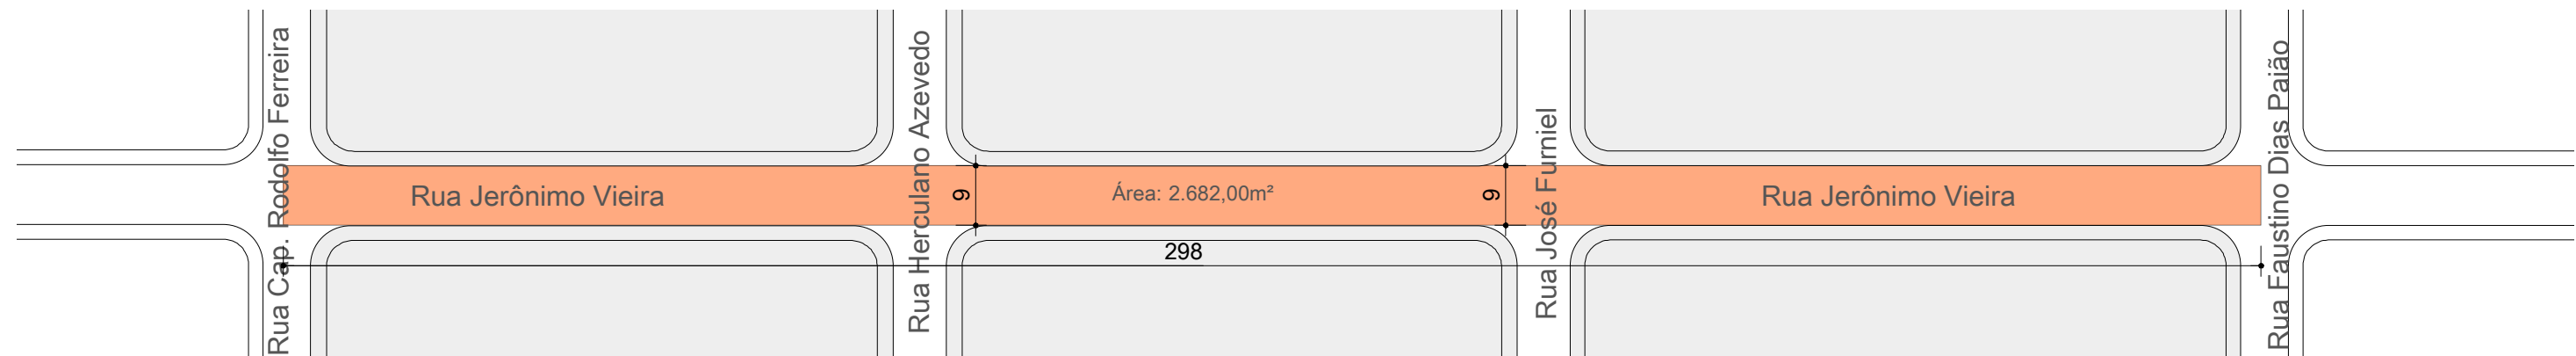 Rua Cap. Rodolfo Ferreira
Rua Jerônimo Vieira
Rua Herculano Azevedo
9
Área: 2.682,00m²
9
Rua José Furniel
Rua Jerônimo Vieira
Rua Faustino Dias Paião
298